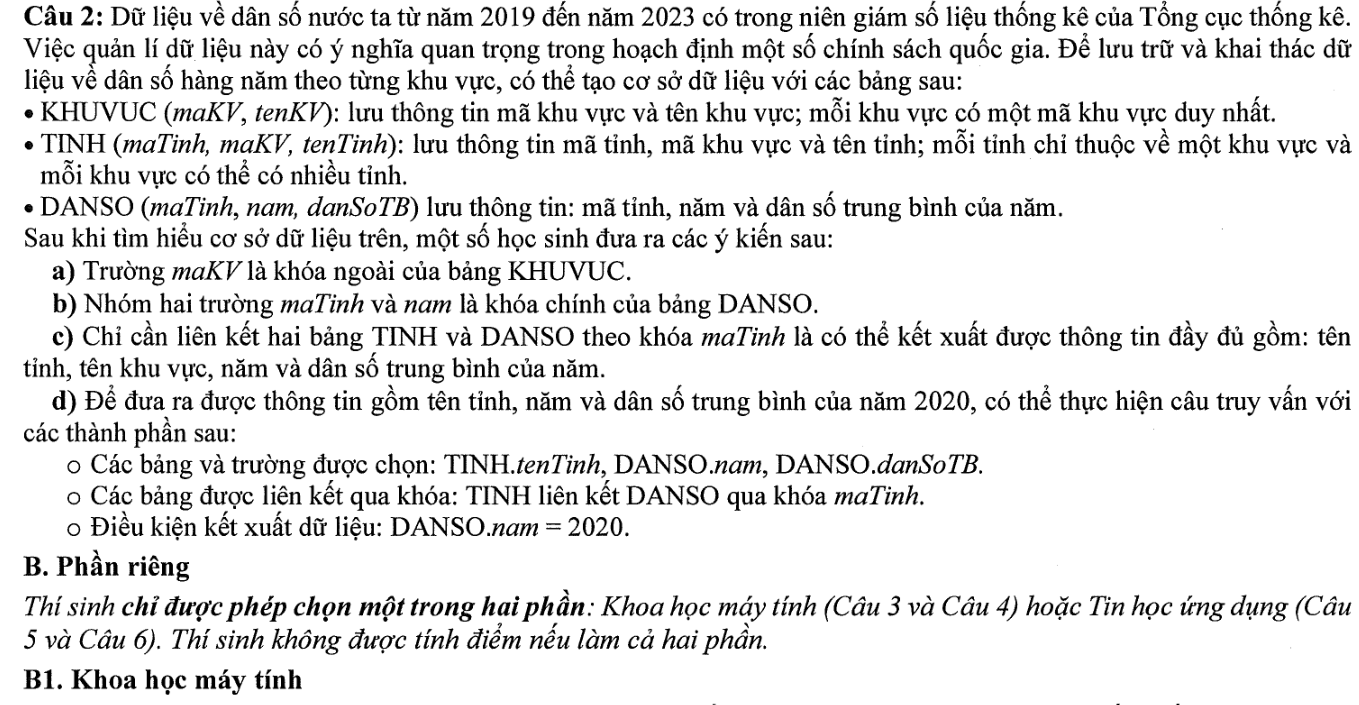 Câu 2: Dữ liệu về dân số nước ta từ năm 2019 đến năm 2023 có trong niên giám số liệu thống kê của Tổng cục thống kê.
Việc quản lí dữ liệu này có ý nghĩa quan trọng trong hoạch định một số chính sách quốc gia. Để lưu trữ và khai thác dữ
liệu về dân số hàng năm theo từng khu vực, có thể tạo cơ sở dữ liệu với các bảng sau:
• KHUVUC (maKV, tenKV): lưu thông tin mã khu vực và tên khu vực; mỗi khu vực có một mã khu vực duy nhất.
• TINH (maTinh, maKV, tenTinh): lưu thông tin mã tỉnh, mã khu vực và tên tỉnh; mỗi tỉnh chỉ thuộc về một khu vực và
mỗi khu vực có thể có nhiều tỉnh.
• DANSO (maTinh, nam, danSoTB) lưu thông tin: mã tỉnh, năm và dân số trung bình của năm.
Sau khi tìm hiểu cơ sở dữ liệu trên, một số học sinh đưa ra các ý kiến sau:
a) Trường maKV là khóa ngoài của bảng KHUVUC.
b) Nhóm hai trường maTinh và nam là khóa chính của bảng DANSO.
c) Chỉ cần liên kết hai bảng TINH và DANSO theo khóa maTinh là có thể kết xuất được thông tin đầy đủ gồm: tên
tỉnh, tên khu vực, năm và dân số trung bình của năm.
d) Để đưa ra được thông tin gồm tên tỉnh, năm và dân số trung bình của năm 2020, có thể thực hiện câu truy vấn với
các thành phần sau:
○ Các bảng và trường được chọn: TINH.tenTinh, DANSO.nam, DANSO.danSoTB.
○ Các bảng được liên kết qua khóa: TINH liên kết DANSO qua khóa maTinh.
○ Điều kiện kết xuất dữ liệu: DANSO.nam = 2020.
B. Phần riêng
Thí sinh chỉ được phép chọn một trong hai phần: Khoa học máy tính (Câu 3 và Câu 4) hoặc Tin học ứng dụng (Câu
5 và Câu 6). Thí sinh không được tính điểm nếu làm cả hai phần.
B1. Khoa học máy tính